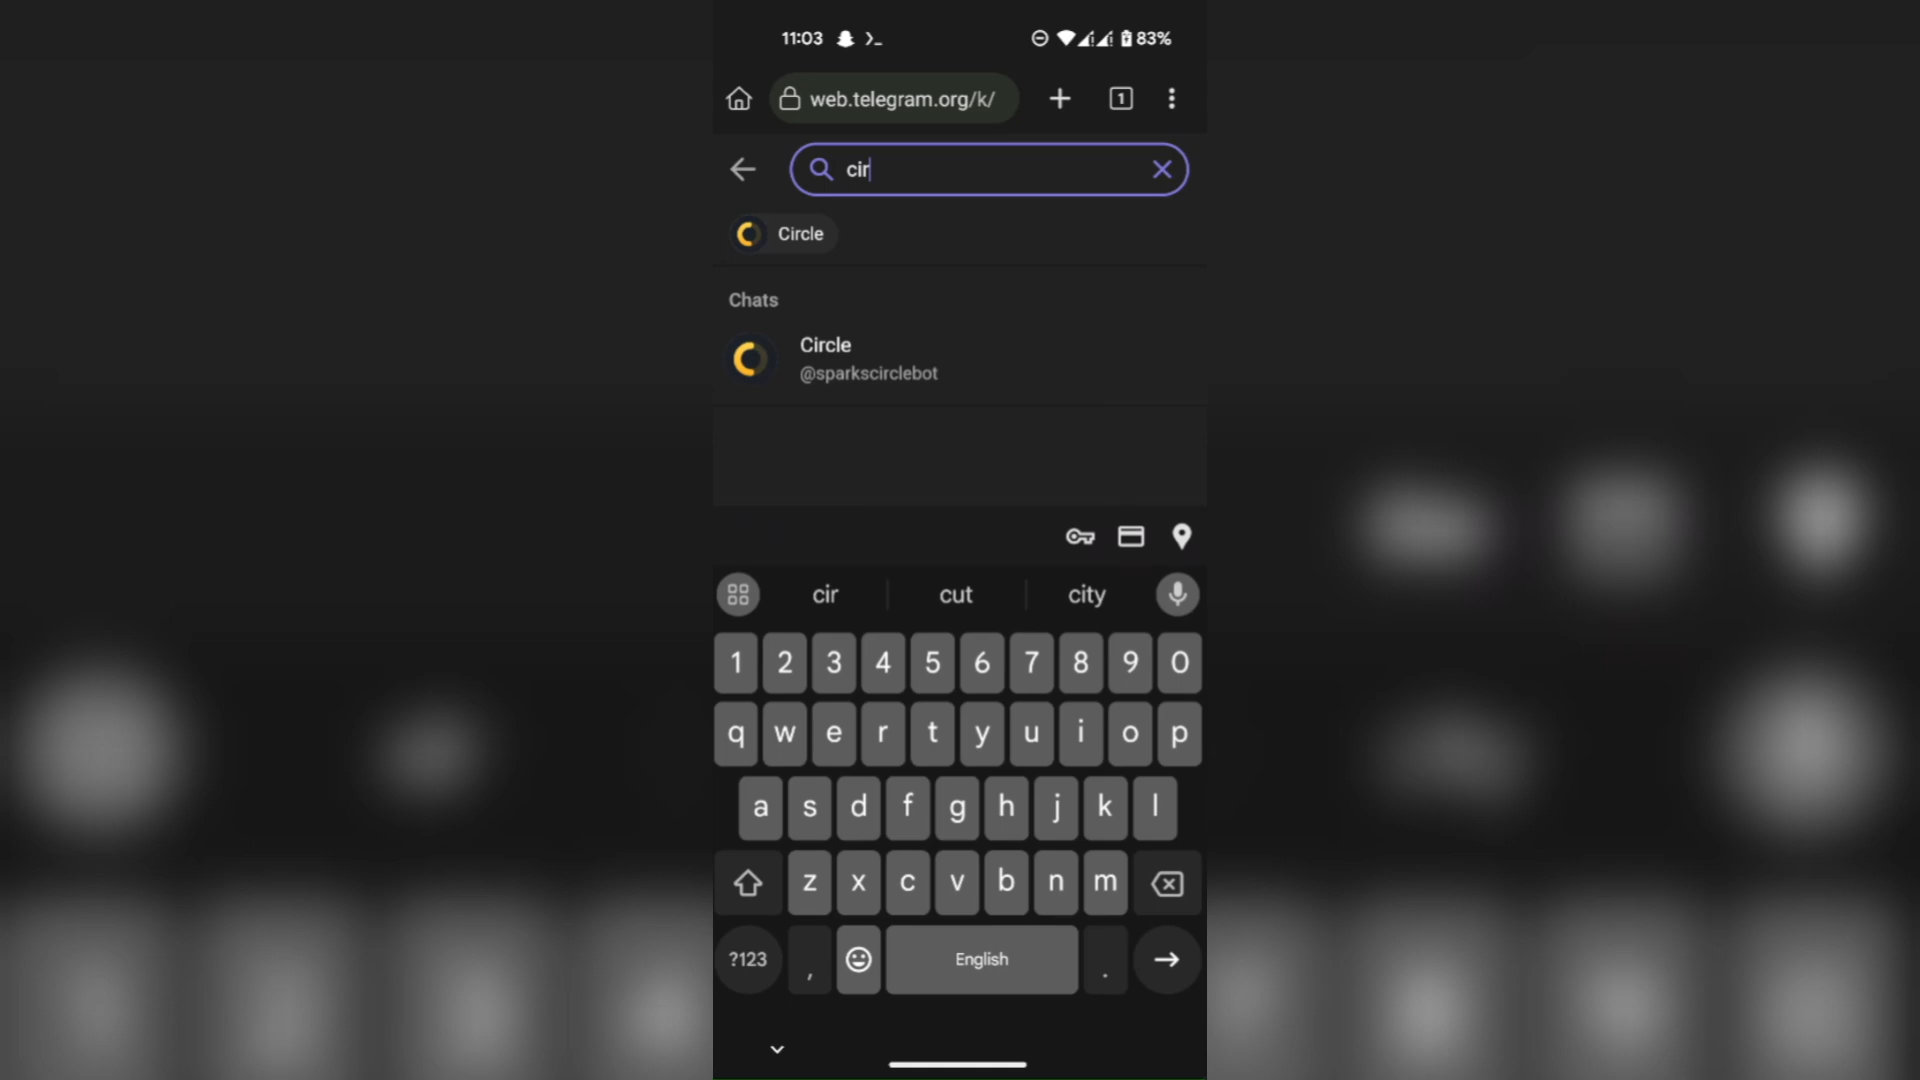 11:03 83%
web.telegram.org/k/ 1
cir
Circle
Chats
Circle
@sparkscirclebot
cir cut city
1 2 3 4 5 6 7 8 9 0
q w e r t y u i o p
a s d f g h j k l
z x c v b n m
?123 , English .